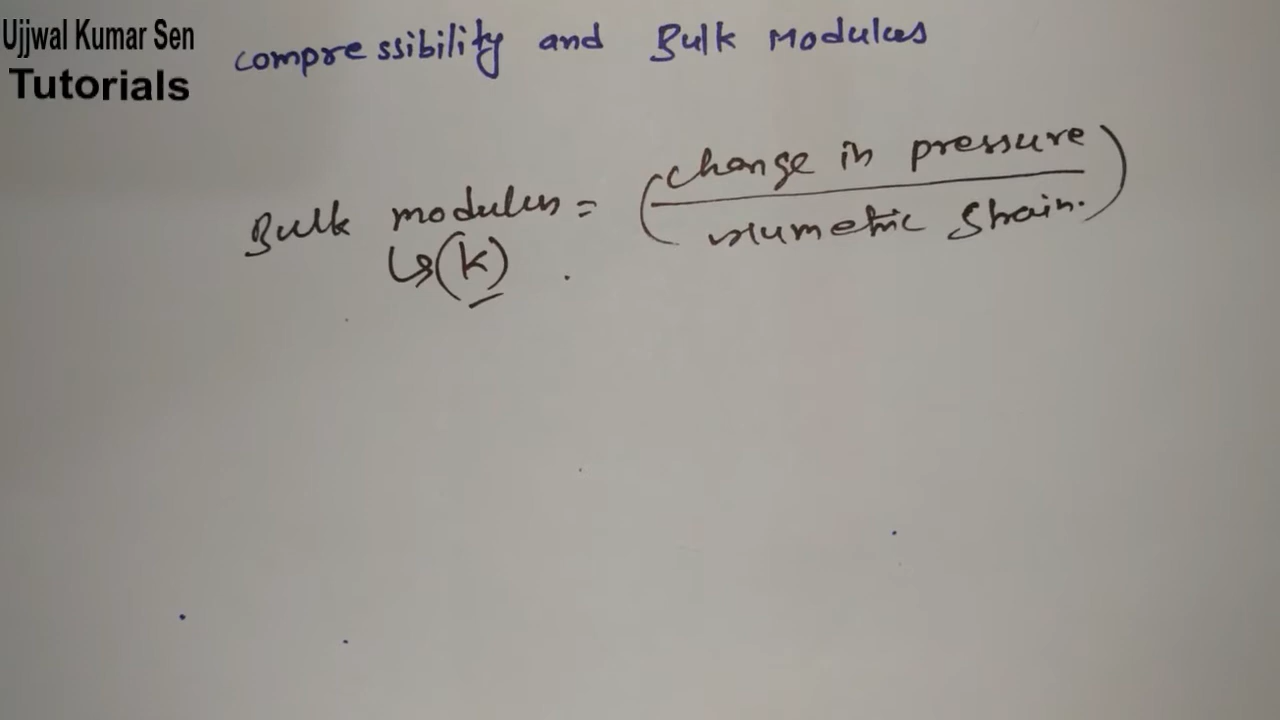 Ujjwal Kumar Sen
Tutorials
compressibility and Bulk Modulus
Bulk modulus = (change in pressure
volumetric strain.)
↳(k)